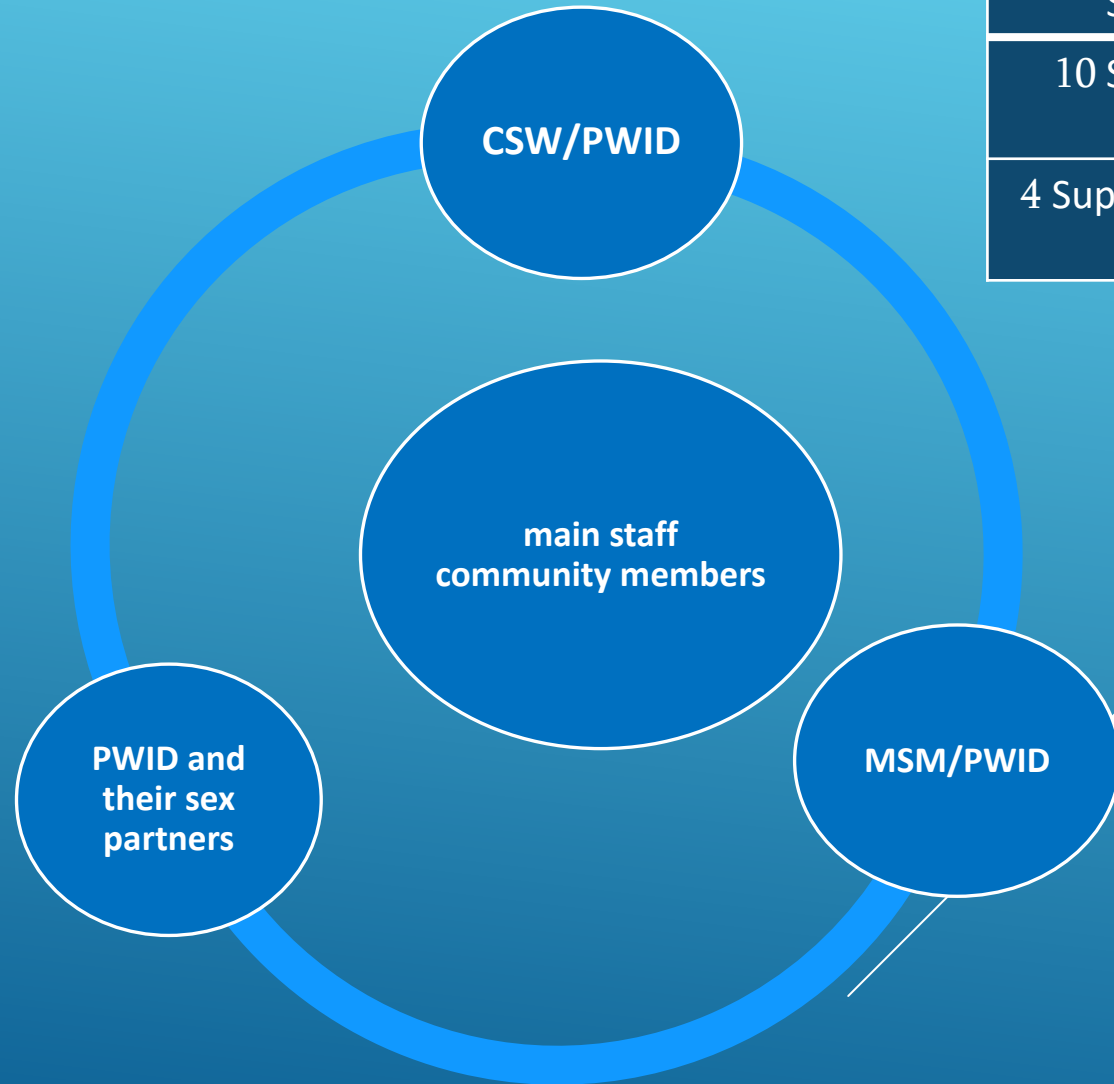 10
4
CSW/PWID
main staff
community members
MSM/PWID
PWID and
their sex
partners